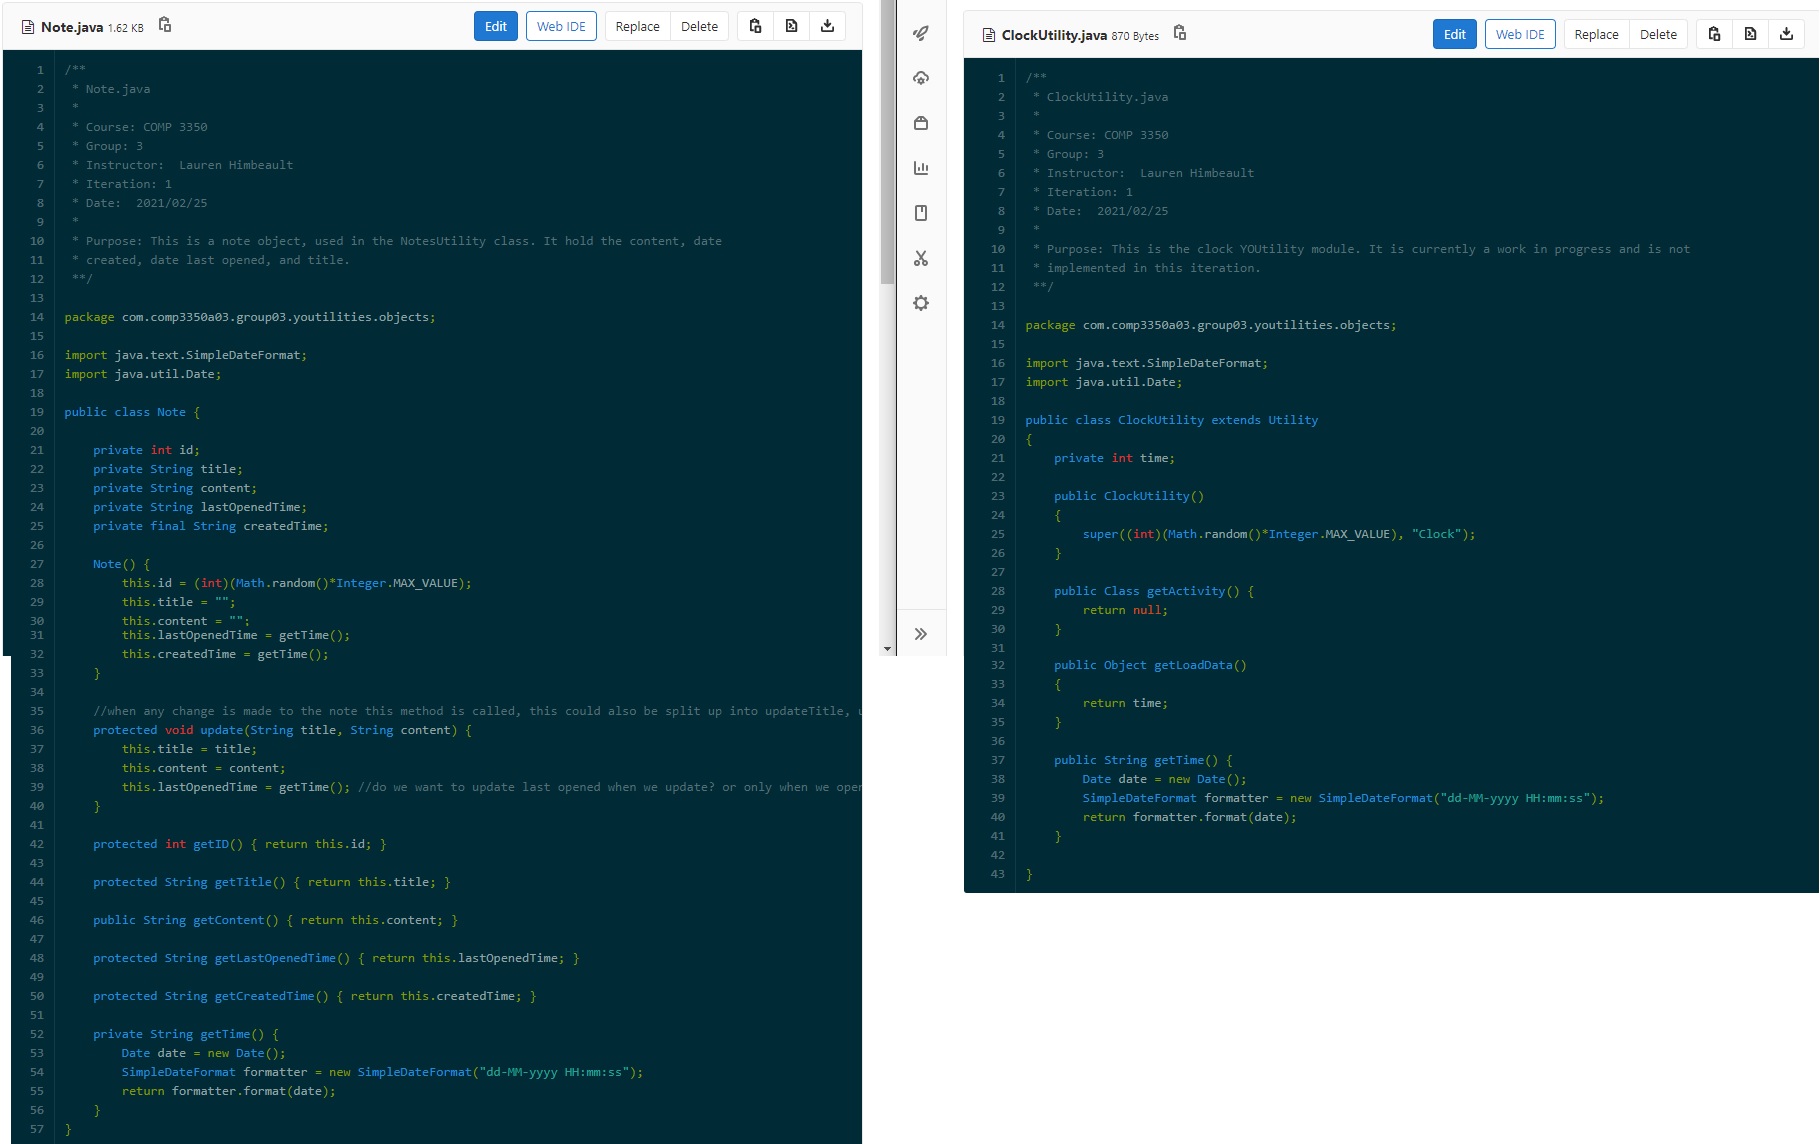 Note.java 1.62 KB
Edit Web IDE Replace Delete
1 /**
2 * Note.java
3 *
4 * Course: COMP 3350
5 * Group: 3
6 * Instructor:  Lauren Himbeault
7 * Iteration: 1
8 * Date:  2021/02/25
9 *
10 * Purpose: This is a note object, used in the NotesUtility class. It hold the content, date
11 * created, date last opened, and title.
12 **/
13
14 package com.comp3350a03.group03.youtilities.objects;
15
16 import java.text.SimpleDateFormat;
17 import java.util.Date;
18
19 public class Note {
20
21     private int id;
22     private String title;
23     private String content;
24     private String lastOpenedTime;
25     private final String createdTime;
26
27     Note() {
28         this.id = (int)(Math.random()*Integer.MAX_VALUE);
29         this.title = "";
30         this.content = "";
31         this.lastOpenedTime = getTime();
32         this.createdTime = getTime();
33     }
34
35     //when any change is made to the note this method is called, this could also be split up into updateTitle, u
36     protected void update(String title, String content) {
37         this.title = title;
38         this.content = content;
39         this.lastOpenedTime = getTime(); //do we want to update last opened when we update? or only when we open
40     }
41
42     protected int getID() { return this.id; }
43
44     protected String getTitle() { return this.title; }
45
46     public String getContent() { return this.content; }
47
48     protected String getLastOpenedTime() { return this.lastOpenedTime; }
49
50     protected String getCreatedTime() { return this.createdTime; }
51
52     private String getTime() {
53         Date date = new Date();
54         SimpleDateFormat formatter = new SimpleDateFormat("dd-MM-yyyy HH:mm:ss");
55         return formatter.format(date);
56     }
57 }
ClockUtility.java 870 Bytes
Edit Web IDE Replace Delete
1 /**
2 * ClockUtility.java
3 *
4 * Course: COMP 3350
5 * Group: 3
6 * Instructor:  Lauren Himbeault
7 * Iteration: 1
8 * Date:  2021/02/25
9 *
10 * Purpose: This is the clock YOUtility module. It is currently a work in progress and is not
11 * implemented in this iteration.
12 **/
13
14 package com.comp3350a03.group03.youtilities.objects;
15
16 import java.text.SimpleDateFormat;
17 import java.util.Date;
18
19 public class ClockUtility extends Utility
20 {
21     private int time;
22
23     public ClockUtility()
24     {
25         super((int)(Math.random()*Integer.MAX_VALUE), "Clock");
26     }
27
28     public Class getActivity() {
29         return null;
30     }
31
32     public Object getLoadData()
33     {
34         return time;
35     }
36
37     public String getTime() {
38         Date date = new Date();
39         SimpleDateFormat formatter = new SimpleDateFormat("dd-MM-yyyy HH:mm:ss");
40         return formatter.format(date);
41     }
42
43 }